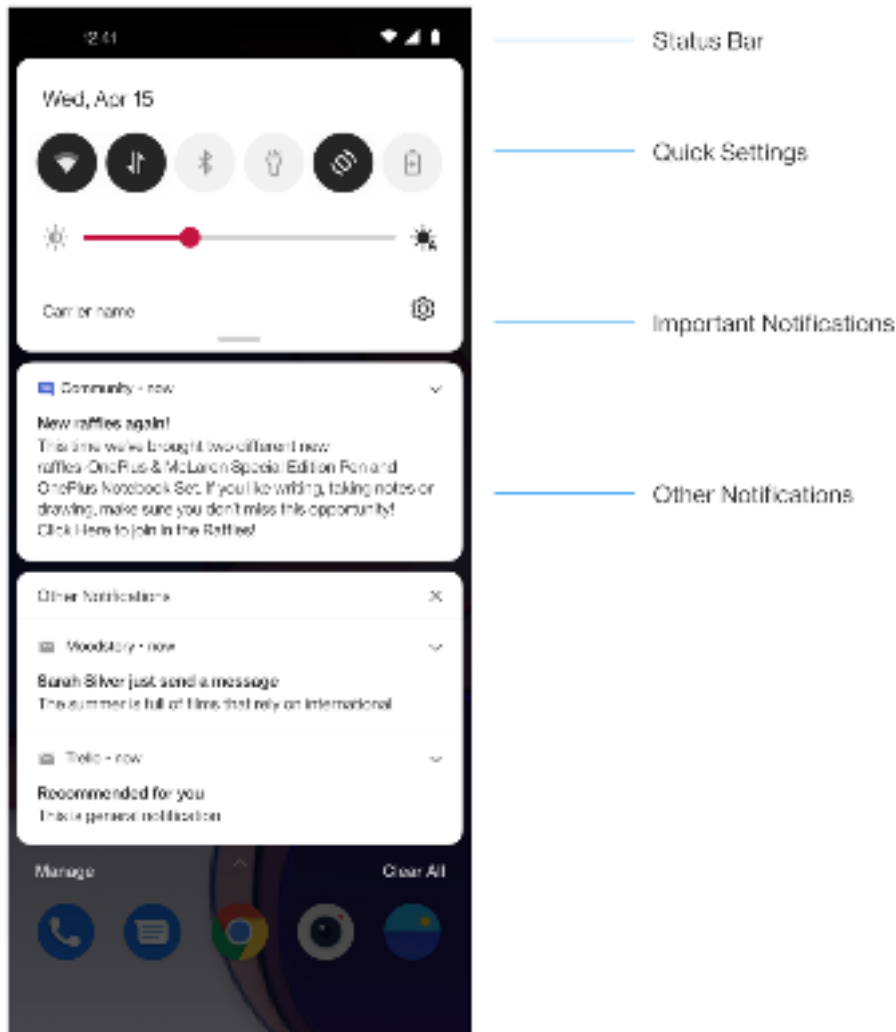 12:41
Status Bar
Wed, Apr 15
Quick Settings
Carrier name
Important Notifications
Community • now
New raffles again!
This time we've brought two different new
raffles-OnePlus & McLaren Special Edition Pen and
OnePlus Notebook Set. If you like writing, taking notes or
drawing, make sure you don't miss this opportunity!
Click Here to join in the Raffles!
Other Notifications
Other Notifications
Moodstory • now
Sarah Silver just send a message
The summer is full of films that rely on international
Trello • now
Recommended for you
This is general notification
Manage
Clear All